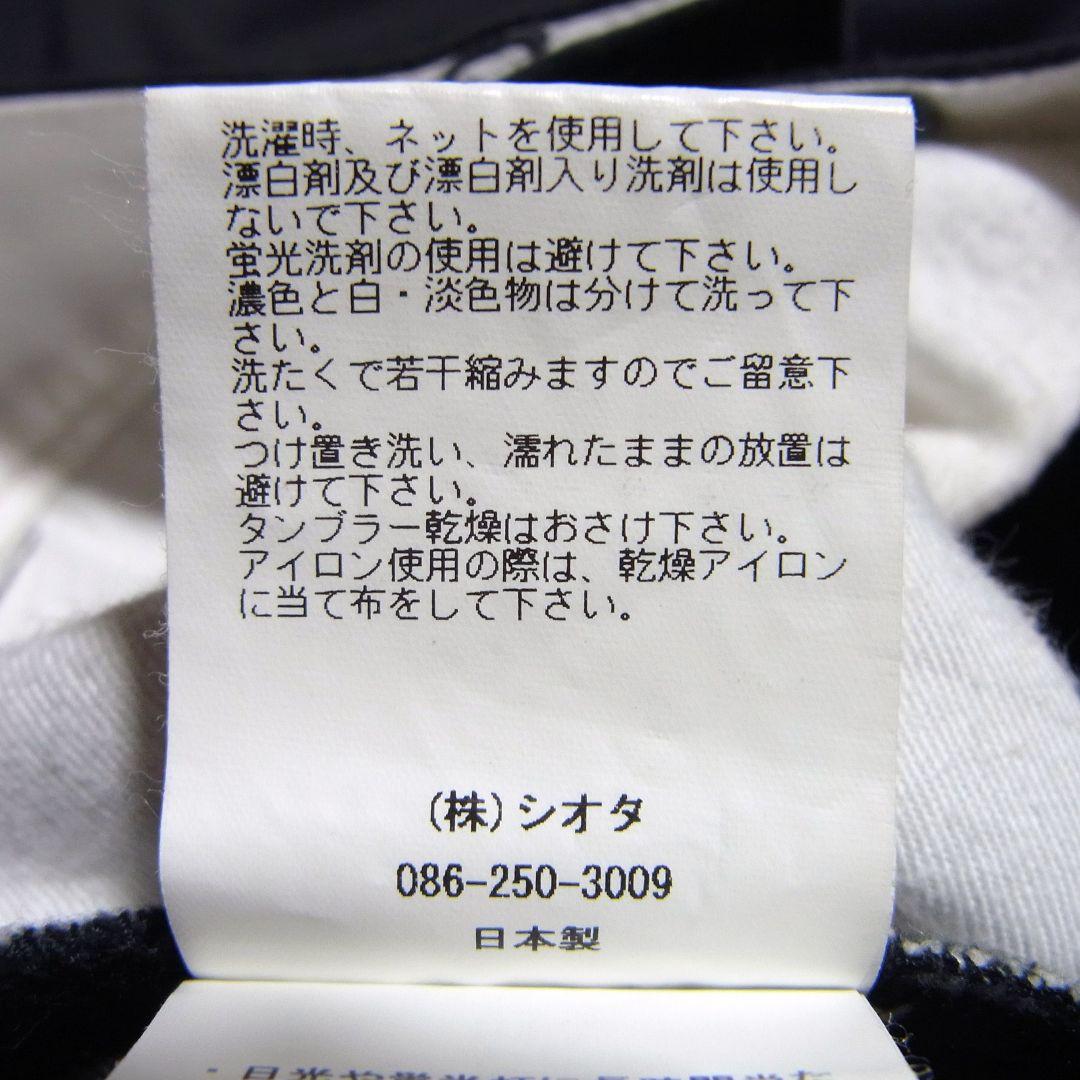 洗濯時、ネットを使用して下さい。
漂白剤及び漂白剤入り洗剤は使用し
ないで下さい。
蛍光洗剤の使用は避けて下さい。
濃色と白・淡色物は分けて洗って下
さい。
洗たくで若干縮みますのでご留意下
さい。
つけ置き洗い、濡れたままの放置は
避けて下さい。
タンブラー乾燥はおさけ下さい。
アイロン使用の際は、乾燥アイロン
に当て布をして下さい。
(株)シオタ
086-250-3009
日本製